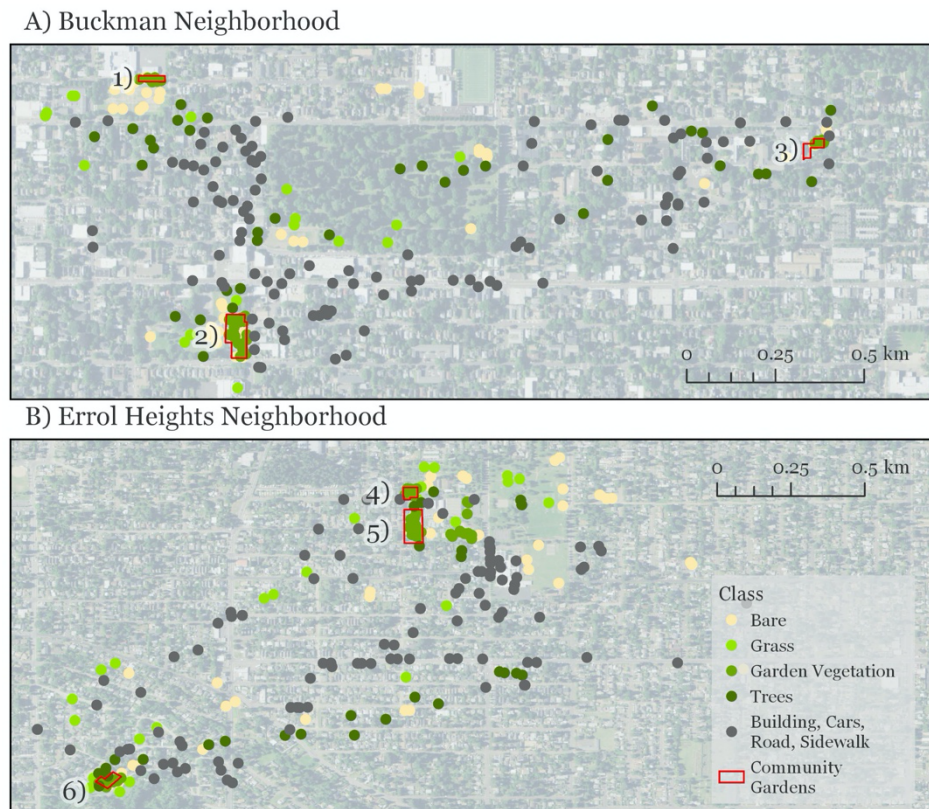 A) Buckman Neighborhood
1)
3)
2)
0 0.25 0.5 km
B) Errol Heights Neighborhood
0 0.25 0.5 km
4)
5)
Class
Bare
Grass
Garden Vegetation
Trees
Building, Cars,
Road, Sidewalk
Community
Gardens
6)